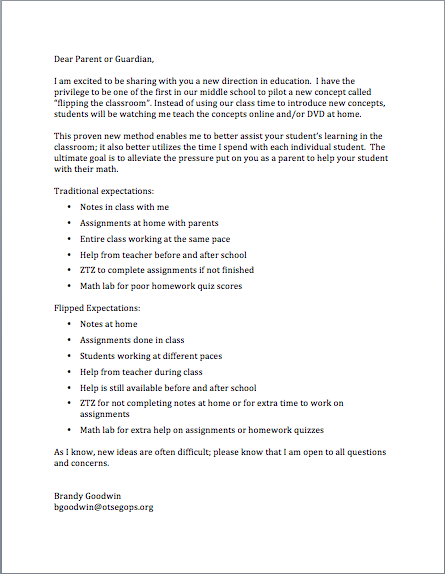 Dear Parent or Guardian,
I am excited to be sharing with you a new direction in education.  I have the
privilege to be one of the first in our middle school to pilot a new concept called
"flipping the classroom". Instead of using our class time to introduce new concepts,
students will be watching me teach the concepts online and/or DVD at home.
This proven new method enables me to better assist your student's learning in the
classroom; it also better utilizes the time I spend with each individual student.  The
ultimate goal is to alleviate the pressure put on you as a parent to help your student
with their math.
Traditional expectations:
• Notes in class with me
• Assignments at home with parents
• Entire class working at the same pace
• Help from teacher before and after school
• ZTZ to complete assignments if not finished
• Math lab for poor homework quiz scores
Flipped Expectations:
• Notes at home
• Assignments done in class
• Students working at different paces
• Help from teacher during class
• Help is still available before and after school
• ZTZ for not completing notes at home or for extra time to work on
assignments
• Math lab for extra help on assignments or homework quizzes
As I know, new ideas are often difficult; please know that I am open to all questions
and concerns.
Brandy Goodwin
bgoodwin@otsegops.org